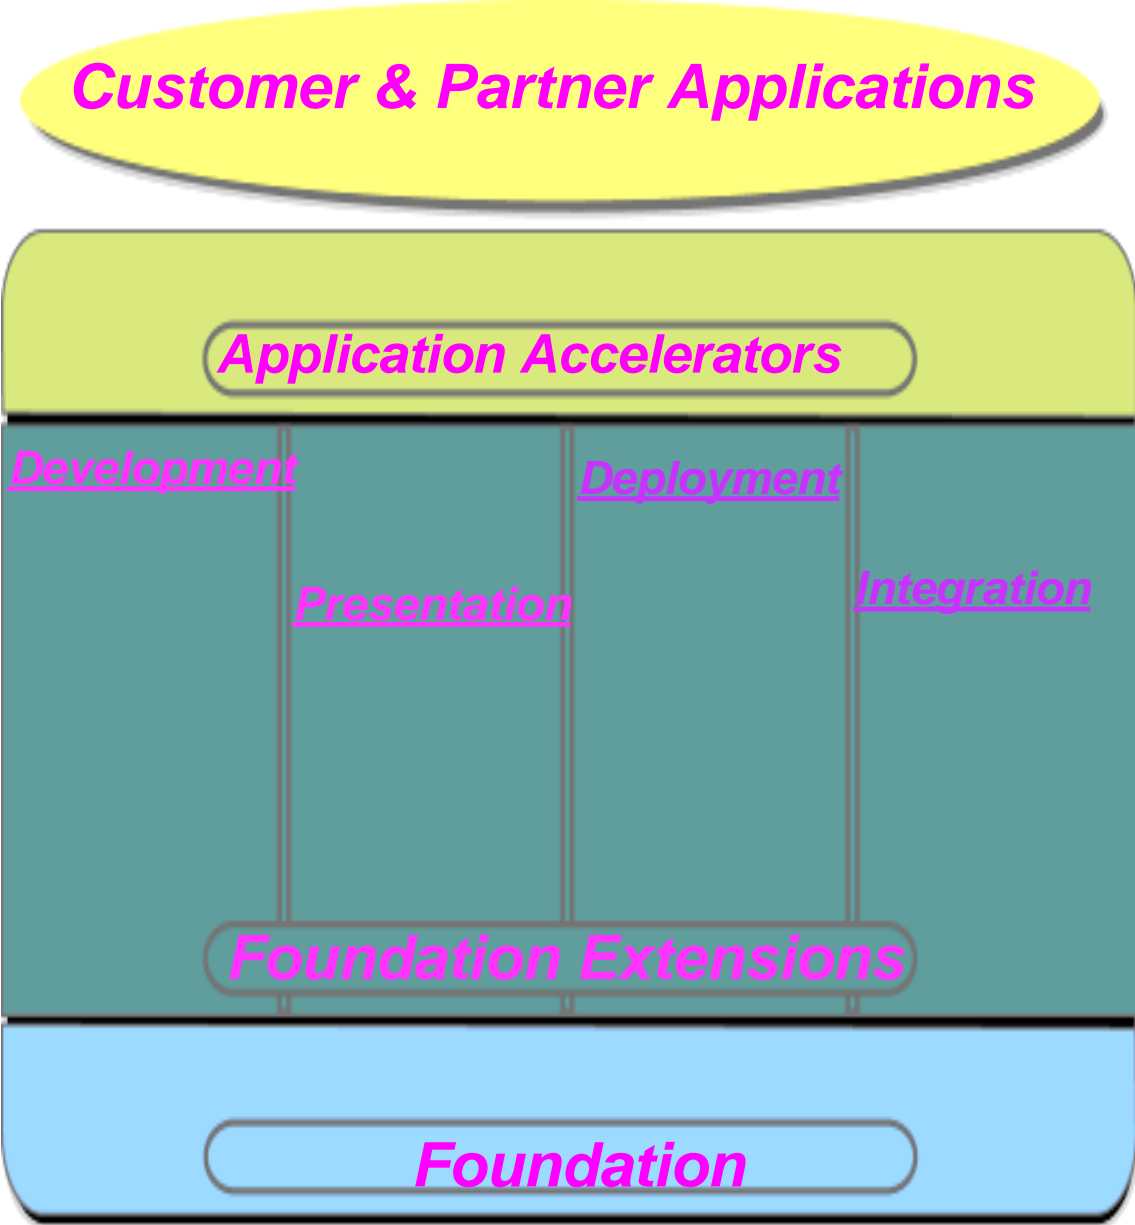 Customer & Partner Applications
Application Accelerators
Development
Presentation
Deployment
Integration
Foundation Extensions
Foundation